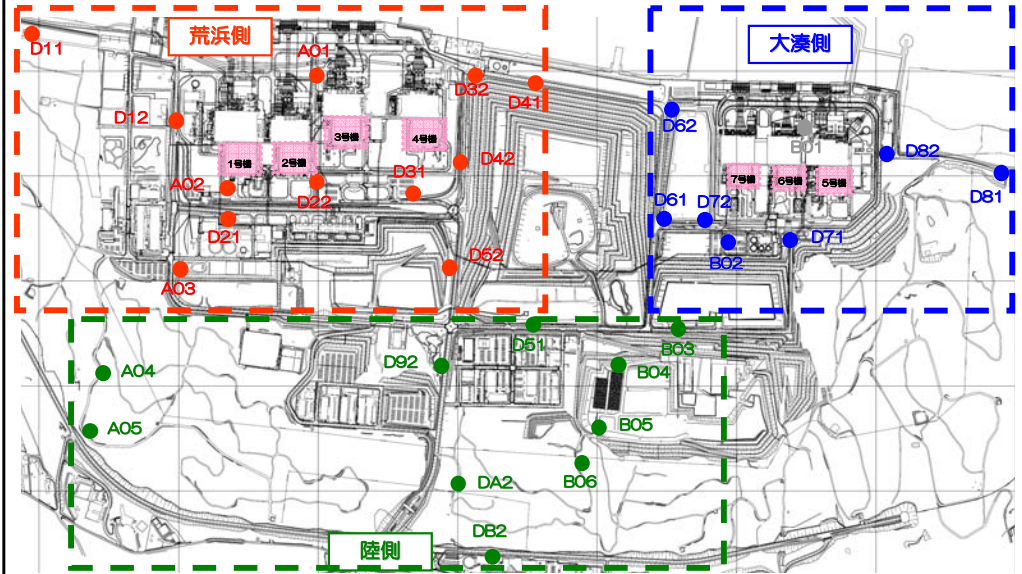 荒浜側
大湊側
D11
A01
D32
D41
D12
D62
B01
D82
3号機
4号機
1号機
2号機
D42
A02
D22
D31
7号機
6号機
5号機
D81
D61
D72
D21
D71
B02
A03
D52
D51
B03
D92
B04
A04
A05
B05
B06
DA2
DB2
陸側